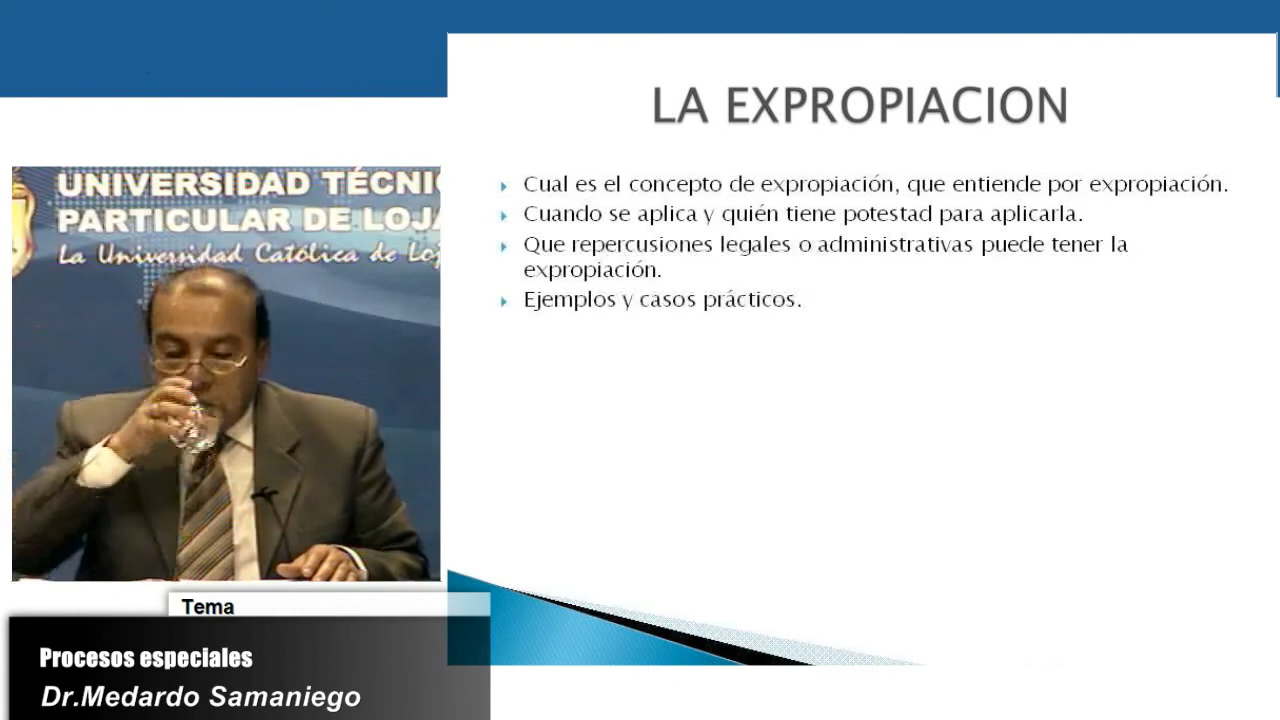 LA EXPROPIACION
Cual es el concepto de expropiación, que entiende por expropiación.
Cuando se aplica y quién tiene potestad para aplicarla.
Que repercusiones legales o administrativas puede tener la
expropiación.
Ejemplos y casos prácticos.
UNIVERSIDAD TÉCNI
PARTICULAR DE LOJA
La Universidad Católica de Loj
Tema
Procesos especiales
Dr.Medardo Samaniego